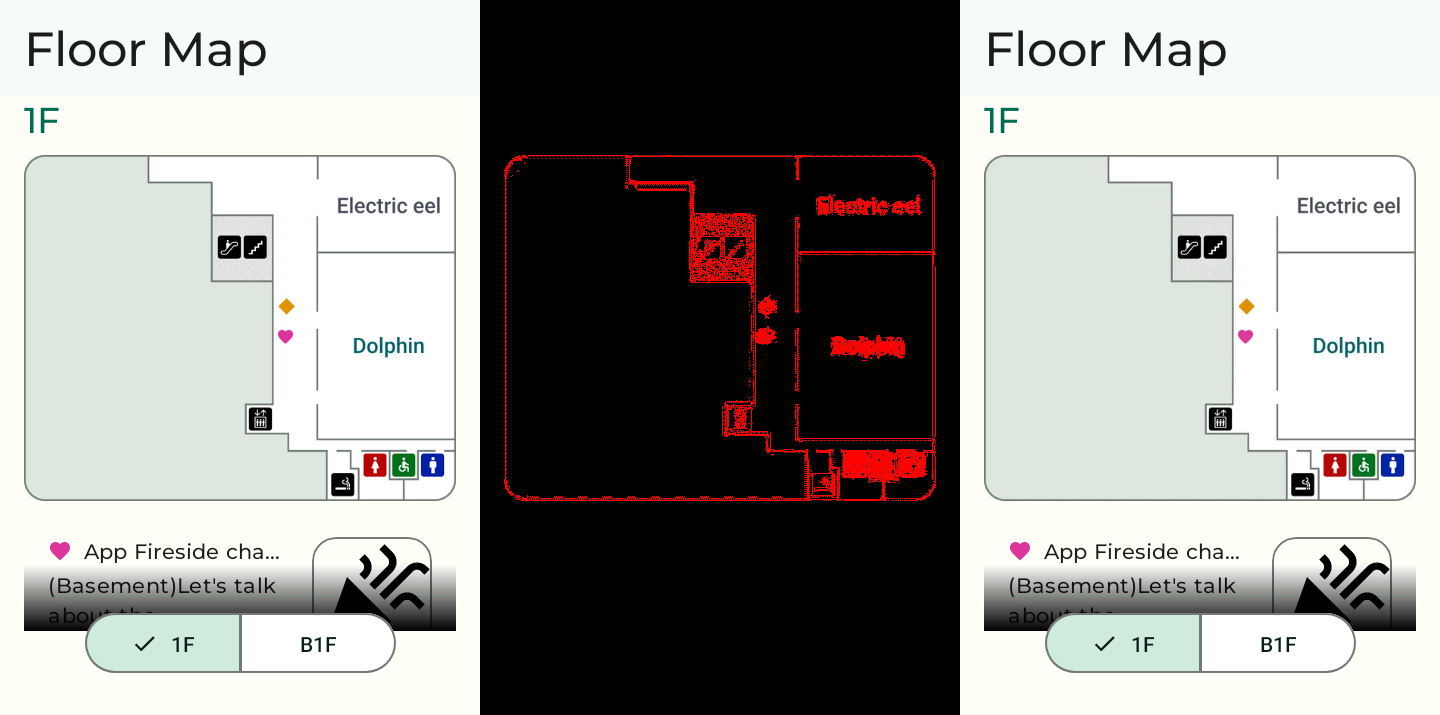 Floor Map
1F
Electric eel
Dolphin
App Fireside cha...
(Basement)Let's talk
about the
1F
B1F
Electric eel
Dolphin
Floor Map
1F
Electric eel
Dolphin
App Fireside cha...
(Basement)Let's talk
about the
1F
B1F